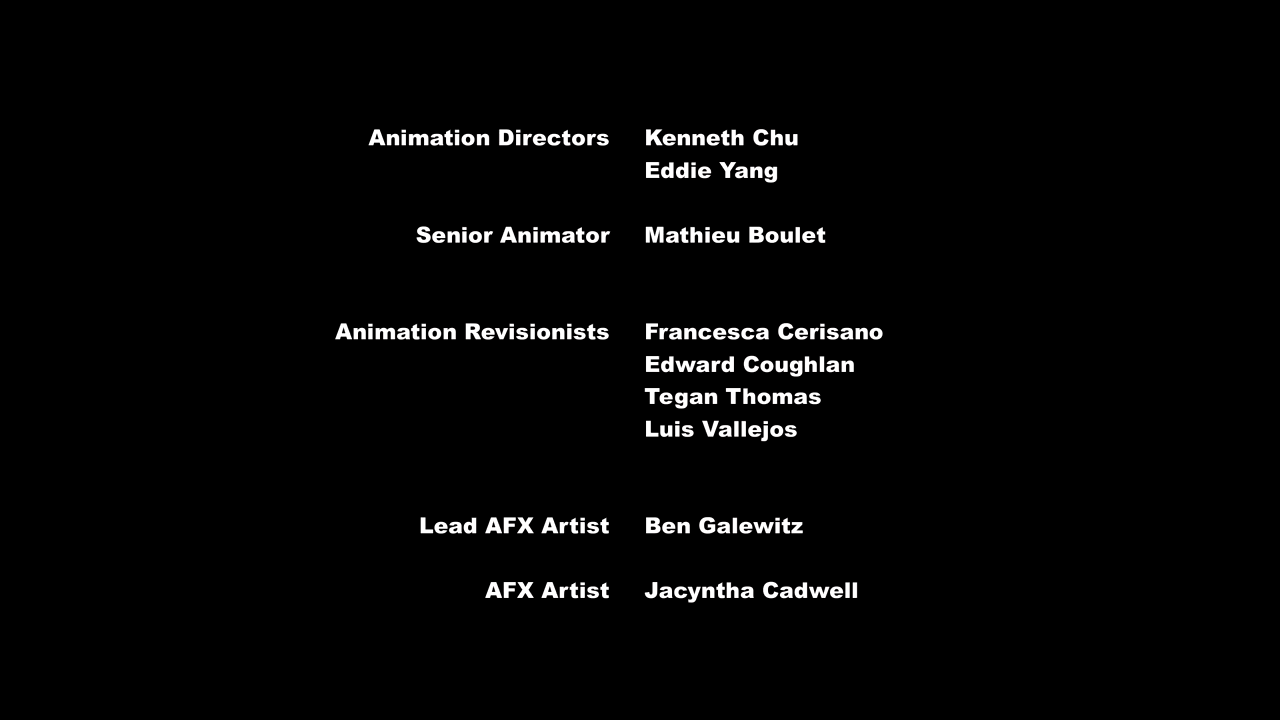 Animation Directors Kenneth Chu
Eddie Yang
Senior Animator Mathieu Boulet
Animation Revisionists Francesca Cerisano
Edward Coughlan
Tegan Thomas
Luis Vallejos
Lead AFX Artist Ben Galewitz
AFX Artist Jacyntha Cadwell